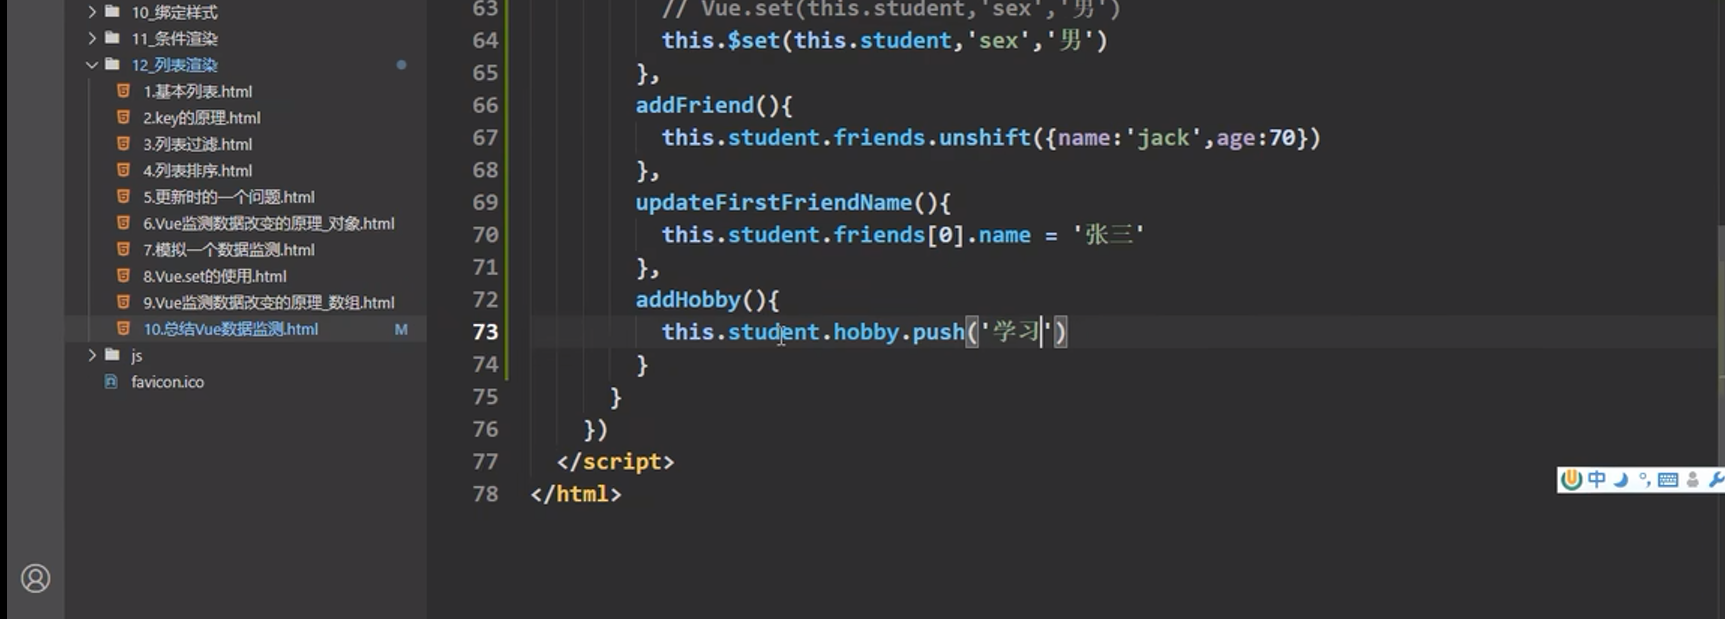 10_绑定样式
11_条件渲染
12_列表渲染
1.基本列表.html
2.key的原理.html
3.列表过滤.html
4.列表排序.html
5.更新时的一个问题.html
6.Vue监测数据改变的原理_对象.html
7.模拟一个数据监测.html
8.Vue.set的使用.html
9.Vue监测数据改变的原理_数组.html
10.总结Vue数据监测.html M
js
favicon.ico
63 // Vue.set(this.student,'sex','男')
64 this.$set(this.student,'sex','男')
65 },
66 addFriend(){
67 this.student.friends.unshift({name:'jack',age:70})
68 },
69 updateFirstFriendName(){
70 this.student.friends[0].name = '张三'
71 },
72 addHobby(){
73 this.student.hobby.push('学习')
74 }
75 }
76 })
77 </script>
78 </html>
中